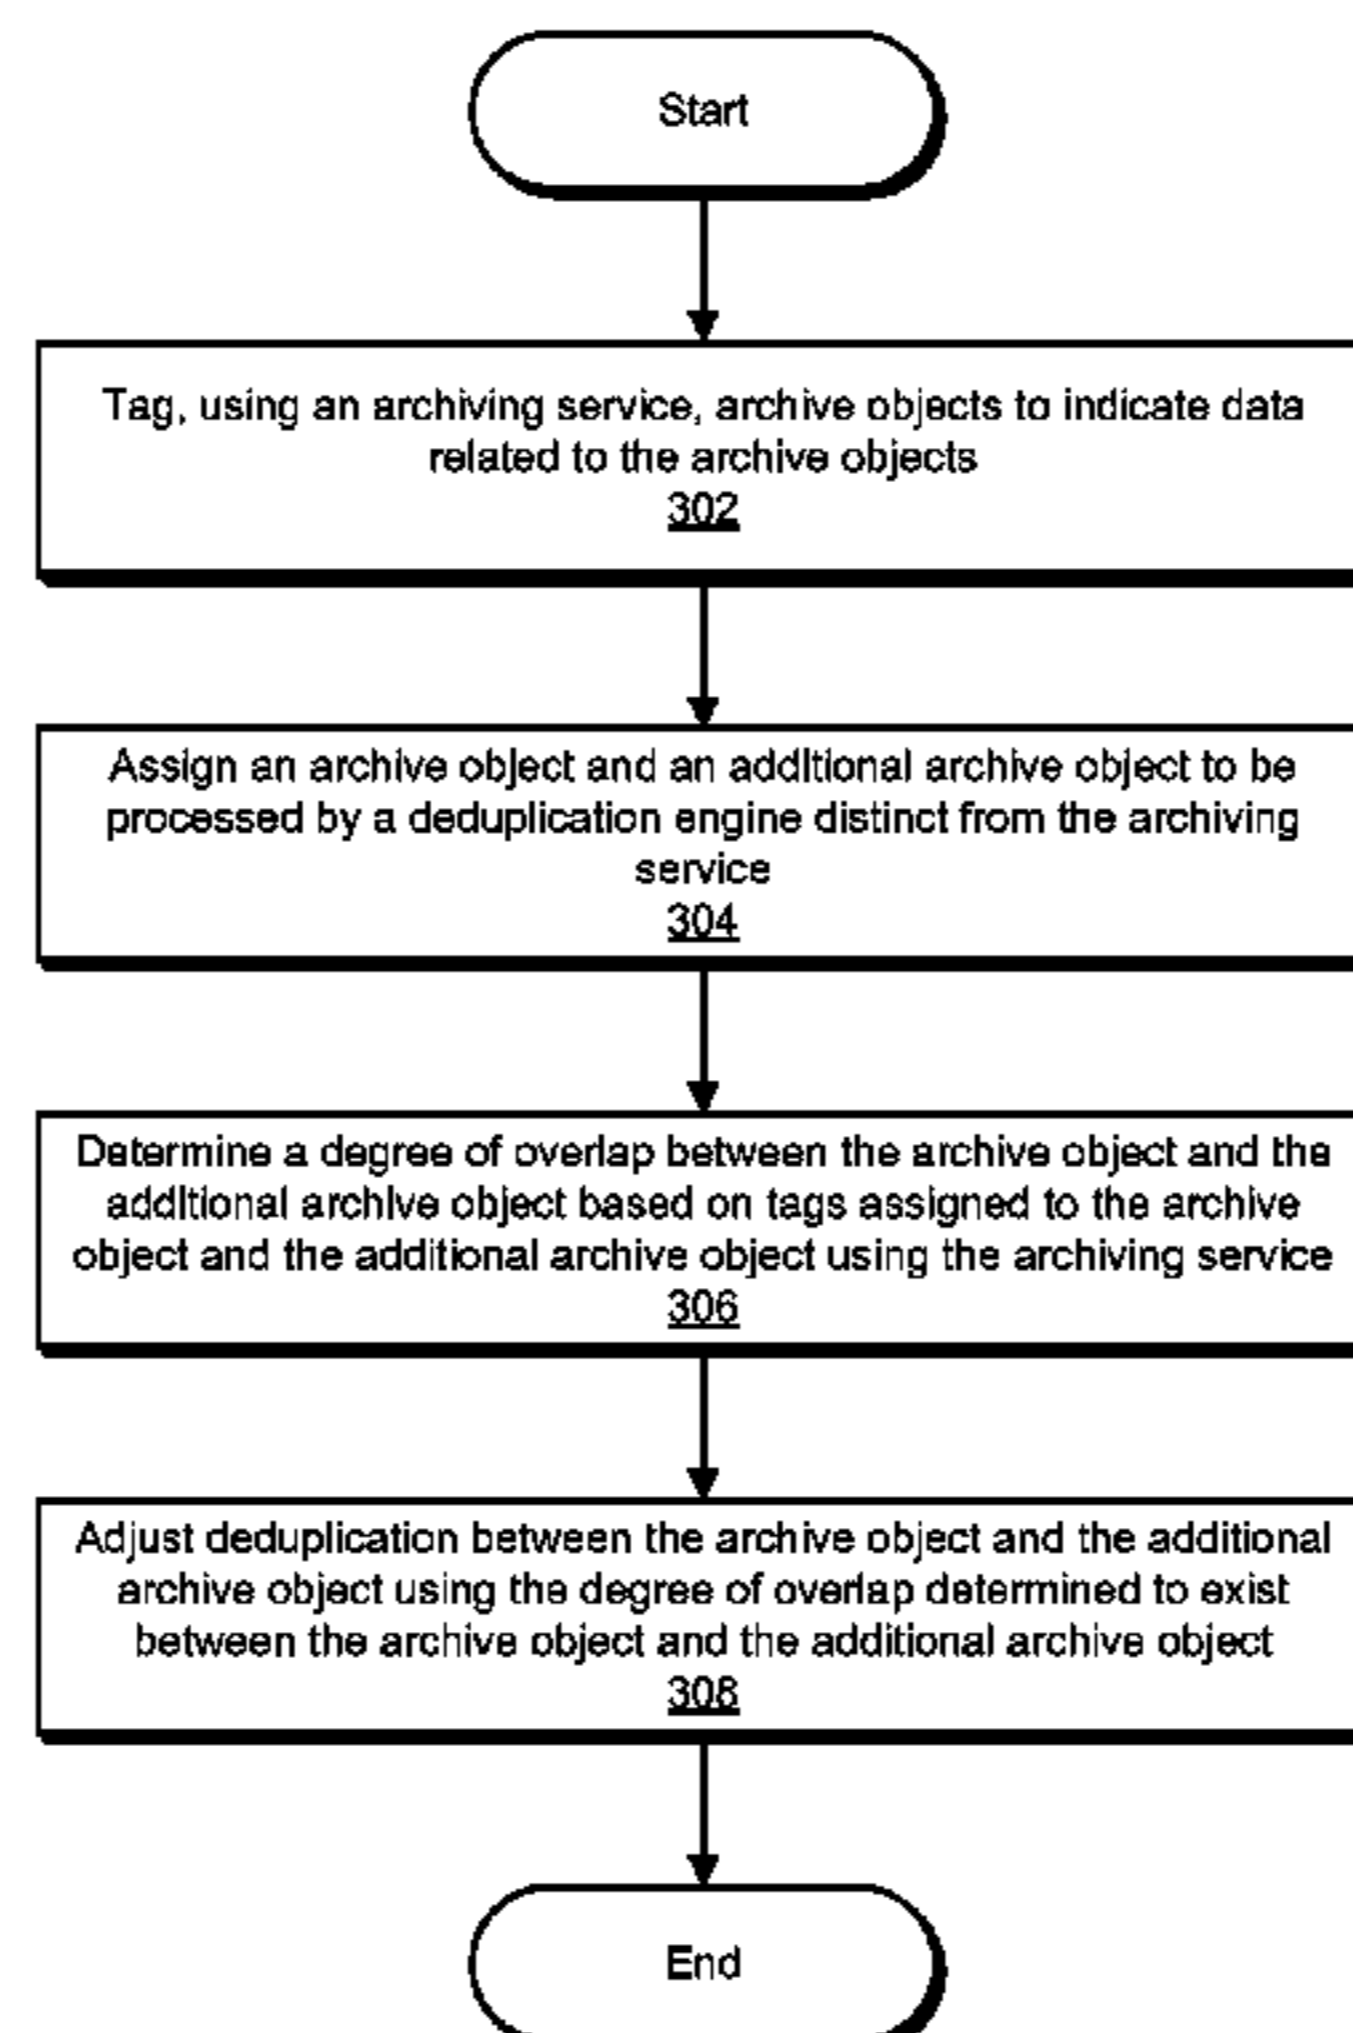 Start
Tag, using an archiving service, archive objects to indicate data
related to the archive objects
302
Assign an archive object and an additional archive object to be
processed by a deduplication engine distinct from the archiving
service
304
Determine a degree of overlap between the archive object and the
additional archive object based on tags assigned to the archive
object and the additional archive object using the archiving service
306
Adjust deduplication between the archive object and the additional
archive object using the degree of overlap determined to exist
between the archive object and the additional archive object
308
End